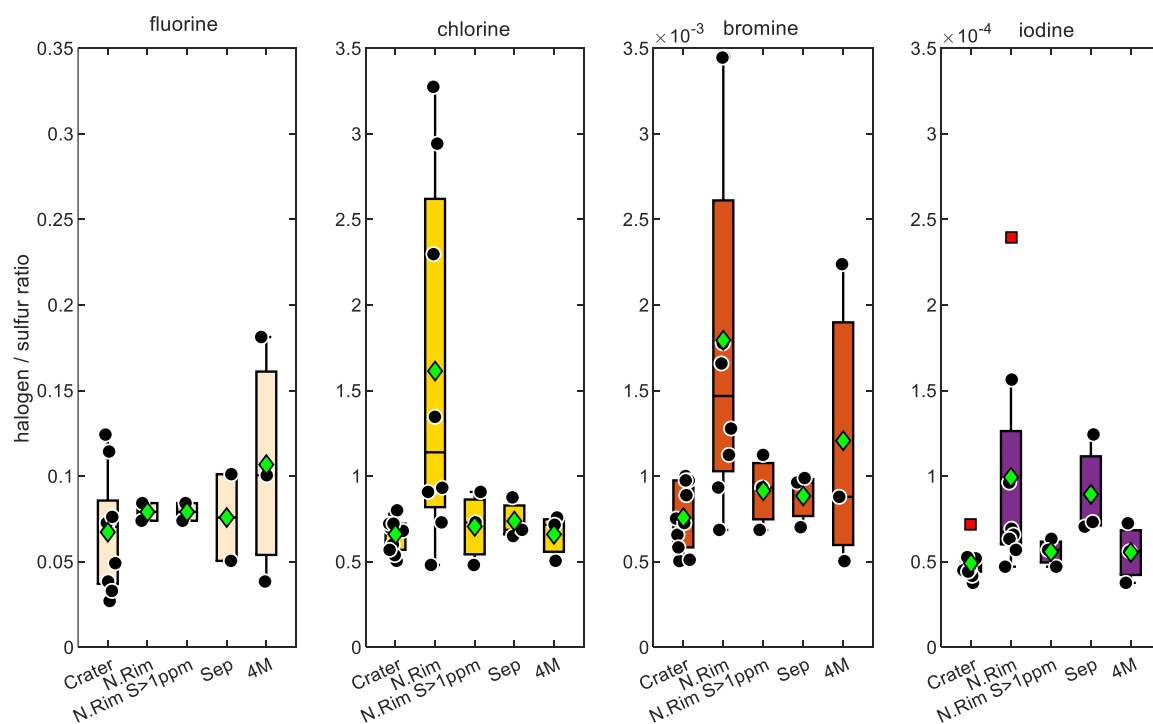 fluorine
chlorine
×10-3 bromine
×10-4 iodine
halogen / sulfur ratio
0.35
0.3
0.25
0.2
0.15
0.1
0.05
0
3.5
3
2.5
2
1.5
1
0.5
0
3.5
3
2.5
2
1.5
1
0.5
0
3.5
3
2.5
2
1.5
1
0.5
0
Crater
N.Rim
N.Rim S>1ppm
Sep
4M
Crater
N.Rim
N.Rim S>1ppm
Sep
4M
Crater
N.Rim
N.Rim S>1ppm
Sep
4M
Crater
N.Rim
N.Rim S>1ppm
Sep
4M